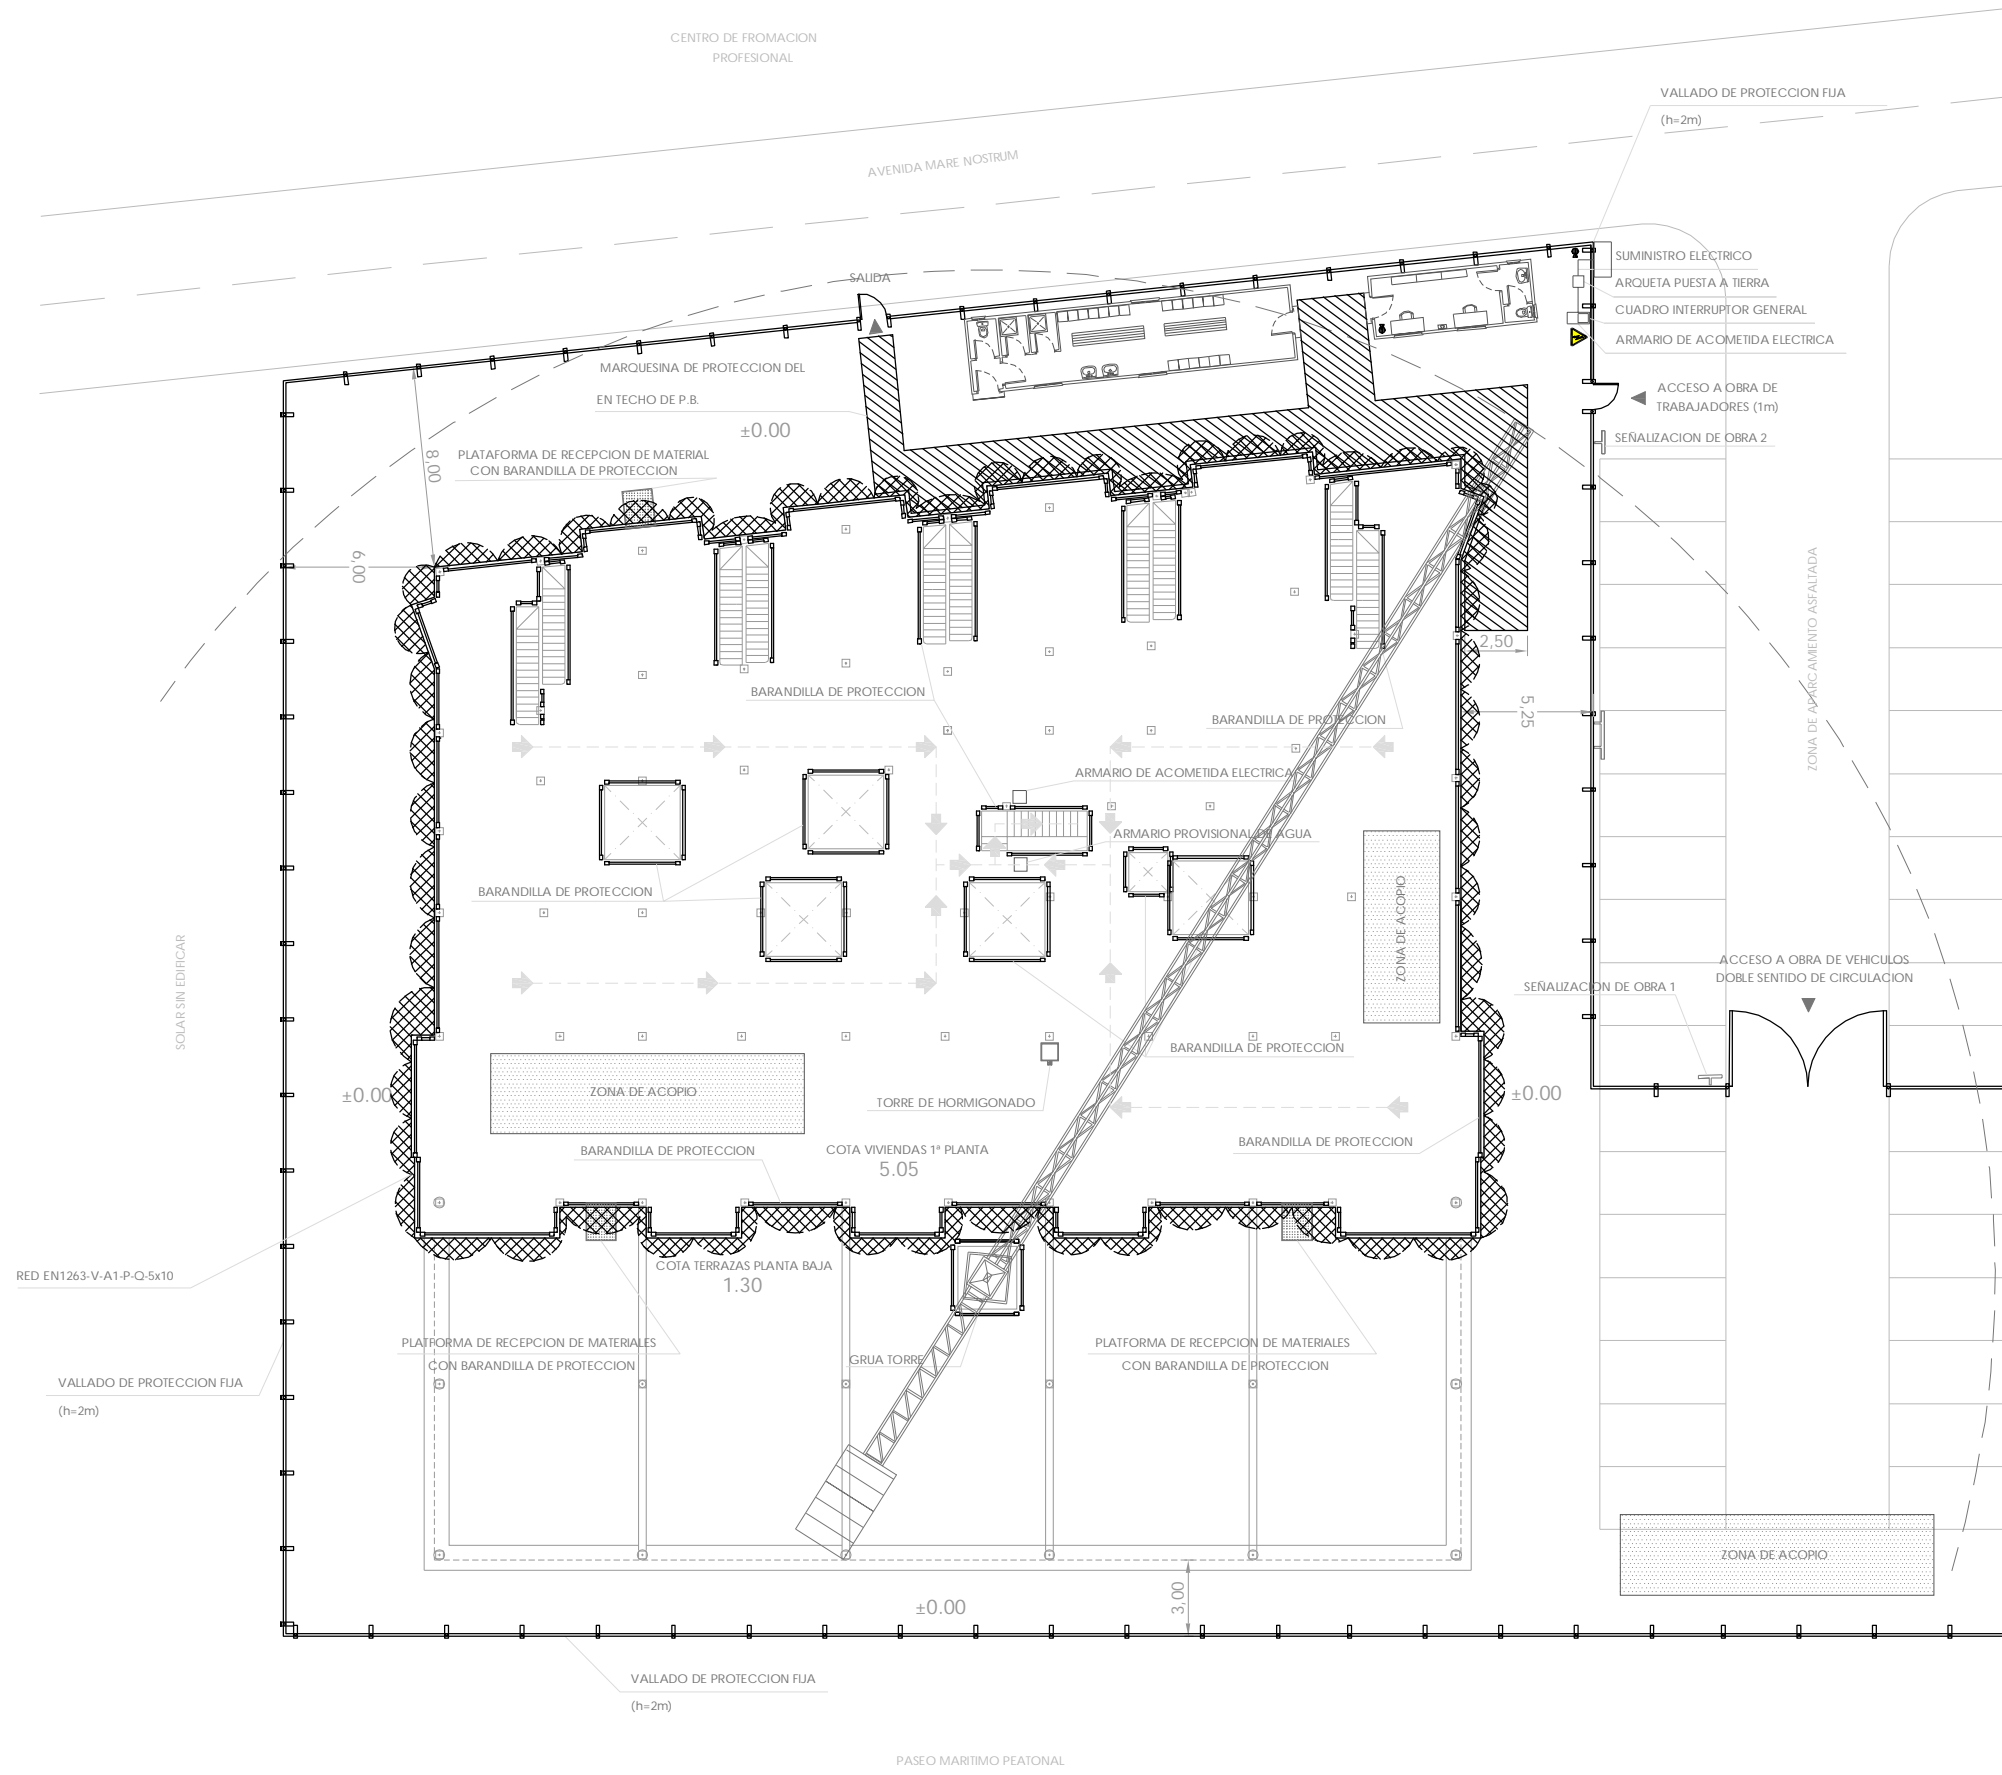 CENTRO DE FROMACION
PROFESIONAL
VALLADO DE PROTECCION FIJA
(h=2m)
AVENIDA MARE NOSTRUM
SALIDA
SUMINISTRO ELECTRICO
ARQUETA PUESTA A TIERRA
CUADRO INTERRUPTOR GENERAL
ARMARIO DE ACOMETIDA ELECTRICA
MARQUESINA DE PROTECCION DEL
EN TECHO DE P.B.
±0.00
ACCESO A OBRA DE
TRABAJADORES (1m)
SEÑALIZACION DE OBRA 2
8,00
PLATAFORMA DE RECEPCION DE MATERIAL
CON BARANDILLA DE PROTECCION
6,00
2,50
5,25
ZONA DE APARCAMIENTO ASFALTADA
BARANDILLA DE PROTECCION
BARANDILLA DE PROTECCION
ARMARIO DE ACOMETIDA ELECTRICA
ARMARIO PROVISIONAL DE AGUA
BARANDILLA DE PROTECCION
ZONA DE ACOPIO
SOLAR SIN EDIFICAR
ACCESO A OBRA DE VEHICULOS
DOBLE SENTIDO DE CIRCULACION
SEÑALIZACION DE OBRA 1
BARANDILLA DE PROTECCION
±0.00
ZONA DE ACOPIO
±0.00
TORRE DE HORMIGONADO
BARANDILLA DE PROTECCION
BARANDILLA DE PROTECCION
COTA VIVIENDAS 1ª PLANTA
5.05
COTA TERRAZAS PLANTA BAJA
1.30
RED EN1263-V-A1-P-Q-5x10
PLATFORMA DE RECEPCION DE MATERIALES
CON BARANDILLA DE PROTECCION
GRUA TORRE
PLATFORMA DE RECEPCION DE MATERIALES
CON BARANDILLA DE PROTECCION
VALLADO DE PROTECCION FIJA
(h=2m)
ZONA DE ACOPIO
3,00
±0.00
VALLADO DE PROTECCION FIJA
(h=2m)
PASEO MARITIMO PEATONAL